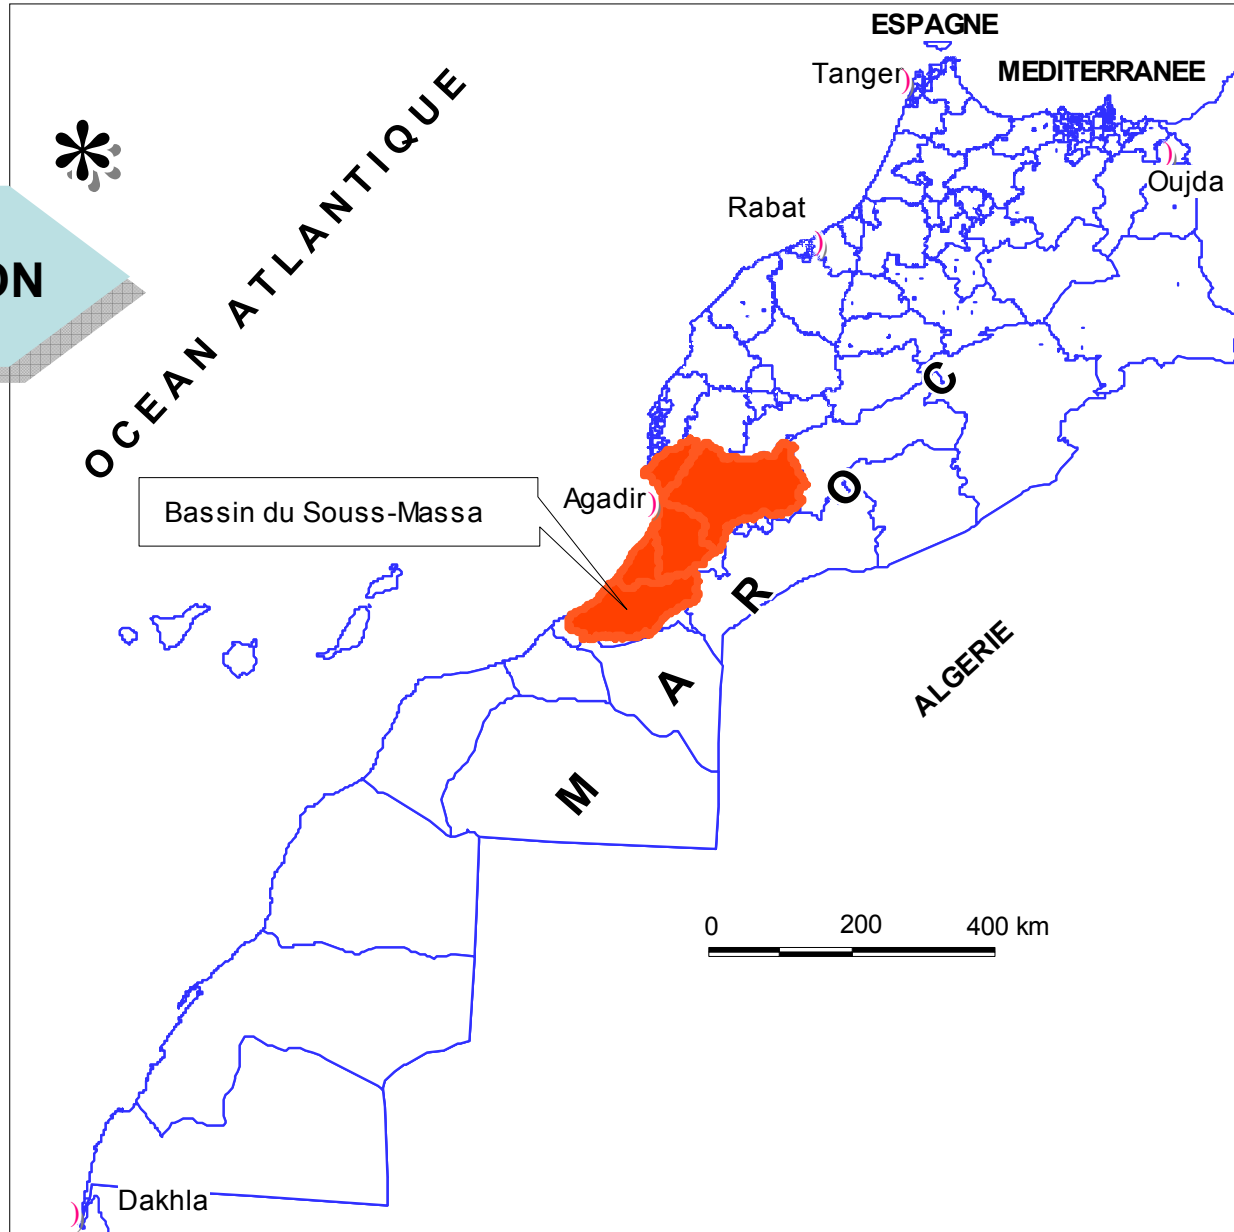 ESPAGNE
Tanger
MEDITERRANEE
OCEAN ATLANTIQUE
Oujda
Rabat
ON
Agadir
Bassin du Souss-Massa
MAROC
ALGERIE
0 200 400 km
Dakhla